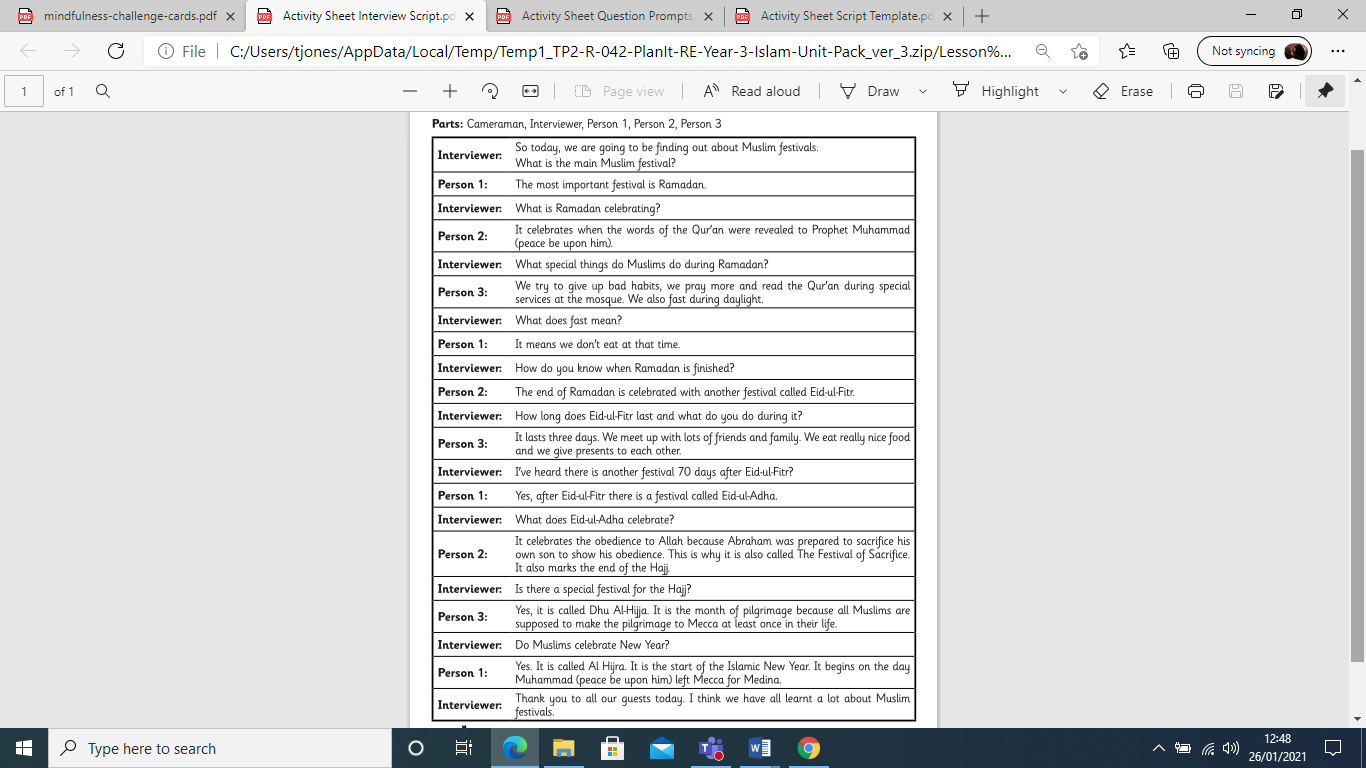 mindfulness-challenge-cards.pdf
Activity Sheet Interview Script.pd
Activity Sheet Question Prompts.
Activity Sheet Script Template.pd
File
C:/Users/tjones/AppData/Local/Temp/Temp1_TP2-R-042-PlanIt-RE-Year-3-Islam-Unit-Pack_ver_3.zip/Lesson%...
Not syncing
1 of 1
Page view
Read aloud
Draw
Highlight
Erase
Parts: Cameraman, Interviewer, Person 1, Person 2, Person 3
Interviewer: So today, we are going to be finding out about Muslim festivals.
What is the main Muslim festival?
Person 1: The most important festival is Ramadan.
Interviewer: What is Ramadan celebrating?
Person 2: It celebrates when the words of the Qur'an were revealed to Prophet Muhammad
(peace be upon him).
Interviewer: What special things do Muslims do during Ramadan?
Person 3: We try to give up bad habits, we pray more and read the Qur'an during special
services at the mosque. We also fast during daylight.
Interviewer: What does fast mean?
Person 1: It means we don't eat at that time.
Interviewer: How do you know when Ramadan is finished?
Person 2: The end of Ramadan is celebrated with another festival called Eid-ul-Fitr.
Interviewer: How long does Eid-ul-Fitr last and what do you do during it?
Person 3: It lasts three days. We meet up with lots of friends and family. We eat really nice food
and we give presents to each other.
Interviewer: I've heard there is another festival 70 days after Eid-ul-Fitr?
Person 1: Yes, after Eid-ul-Fitr there is a festival called Eid-ul-Adha.
Interviewer: What does Eid-ul-Adha celebrate?
Person 2: It celebrates the obedience to Allah because Abraham was prepared to sacrifice his
own son to show his obedience. This is why it is also called The Festival of Sacrifice.
It also marks the end of the Hajj.
Interviewer: Is there a special festival for the Hajj?
Person 3: Yes, it is called Dhu Al-Hijja. It is the month of pilgrimage because all Muslims are
supposed to make the pilgrimage to Mecca at least once in their life.
Interviewer: Do Muslims celebrate New Year?
Person 1: Yes. It is called Al Hijra. It is the start of the Islamic New Year. It begins on the day
Muhammad (peace be upon him) left Mecca for Medina.
Interviewer: Thank you to all our guests today. I think we have all learnt a lot about Muslim
festivals.
Type here to search
12:48
26/01/2021